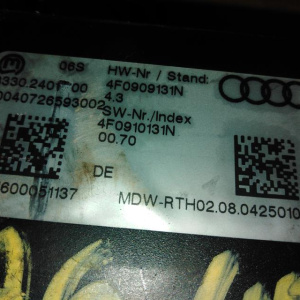 06S HW-Nr / Stand:
4F0909131N
4.3
0040726593002
SW-Nr./Index
4F0910131N
00.70
DE
600051137
MDW-RTH02.08.0425010